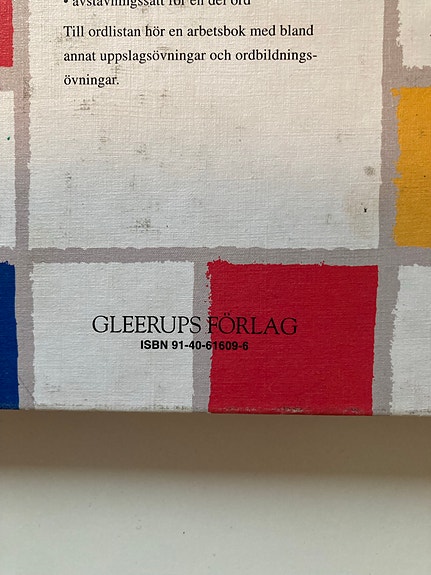 • avstavningssätt för en del ord
Till ordlistan hör en arbetsbok med bland
annat uppslagsövningar och ordbildnings-
övningar.
GLEERUPS FÖRLAG
ISBN 91-40-61609-6